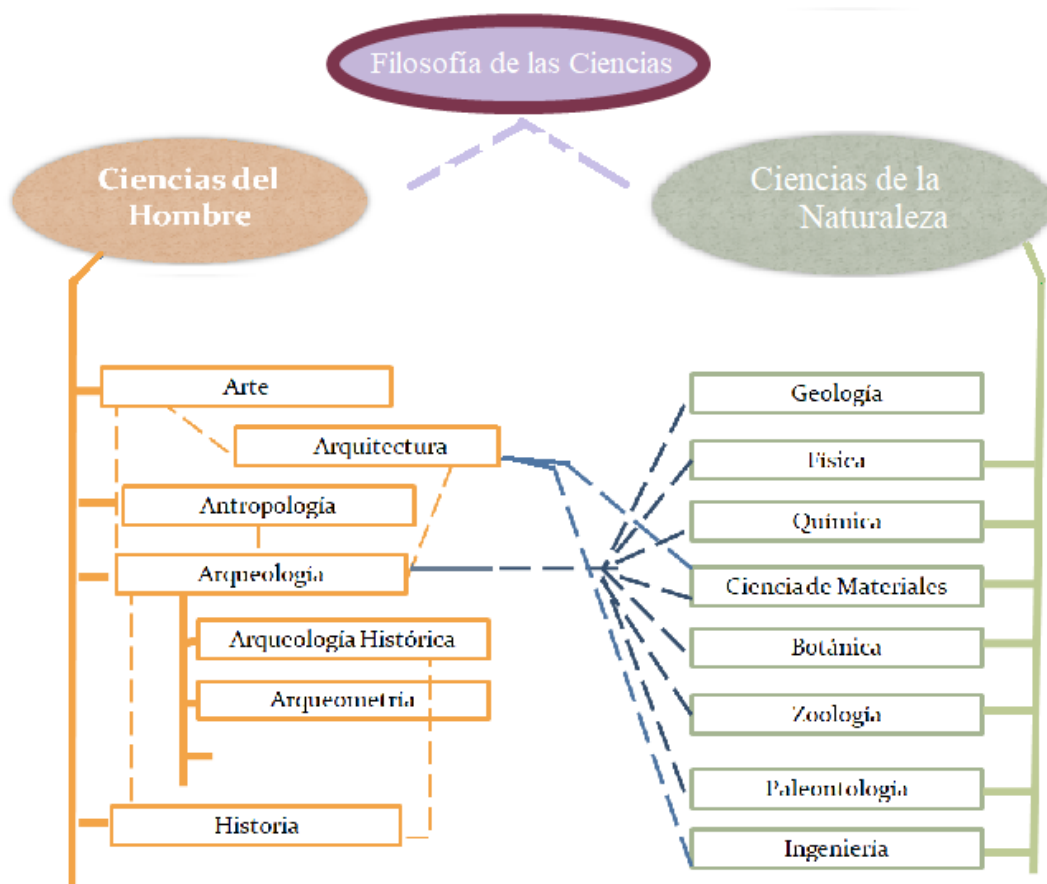 Filosofía de las Ciencias
Ciencias del
Hombre
Ciencias de la
Naturaleza
Arte
Arquitectura
Antropología
Arqueología
Arqueología Histórica
Arqueometría
Historia
Geología
Física
Química
Ciencia de Materiales
Botánica
Zoología
Paleontología
Ingeniería